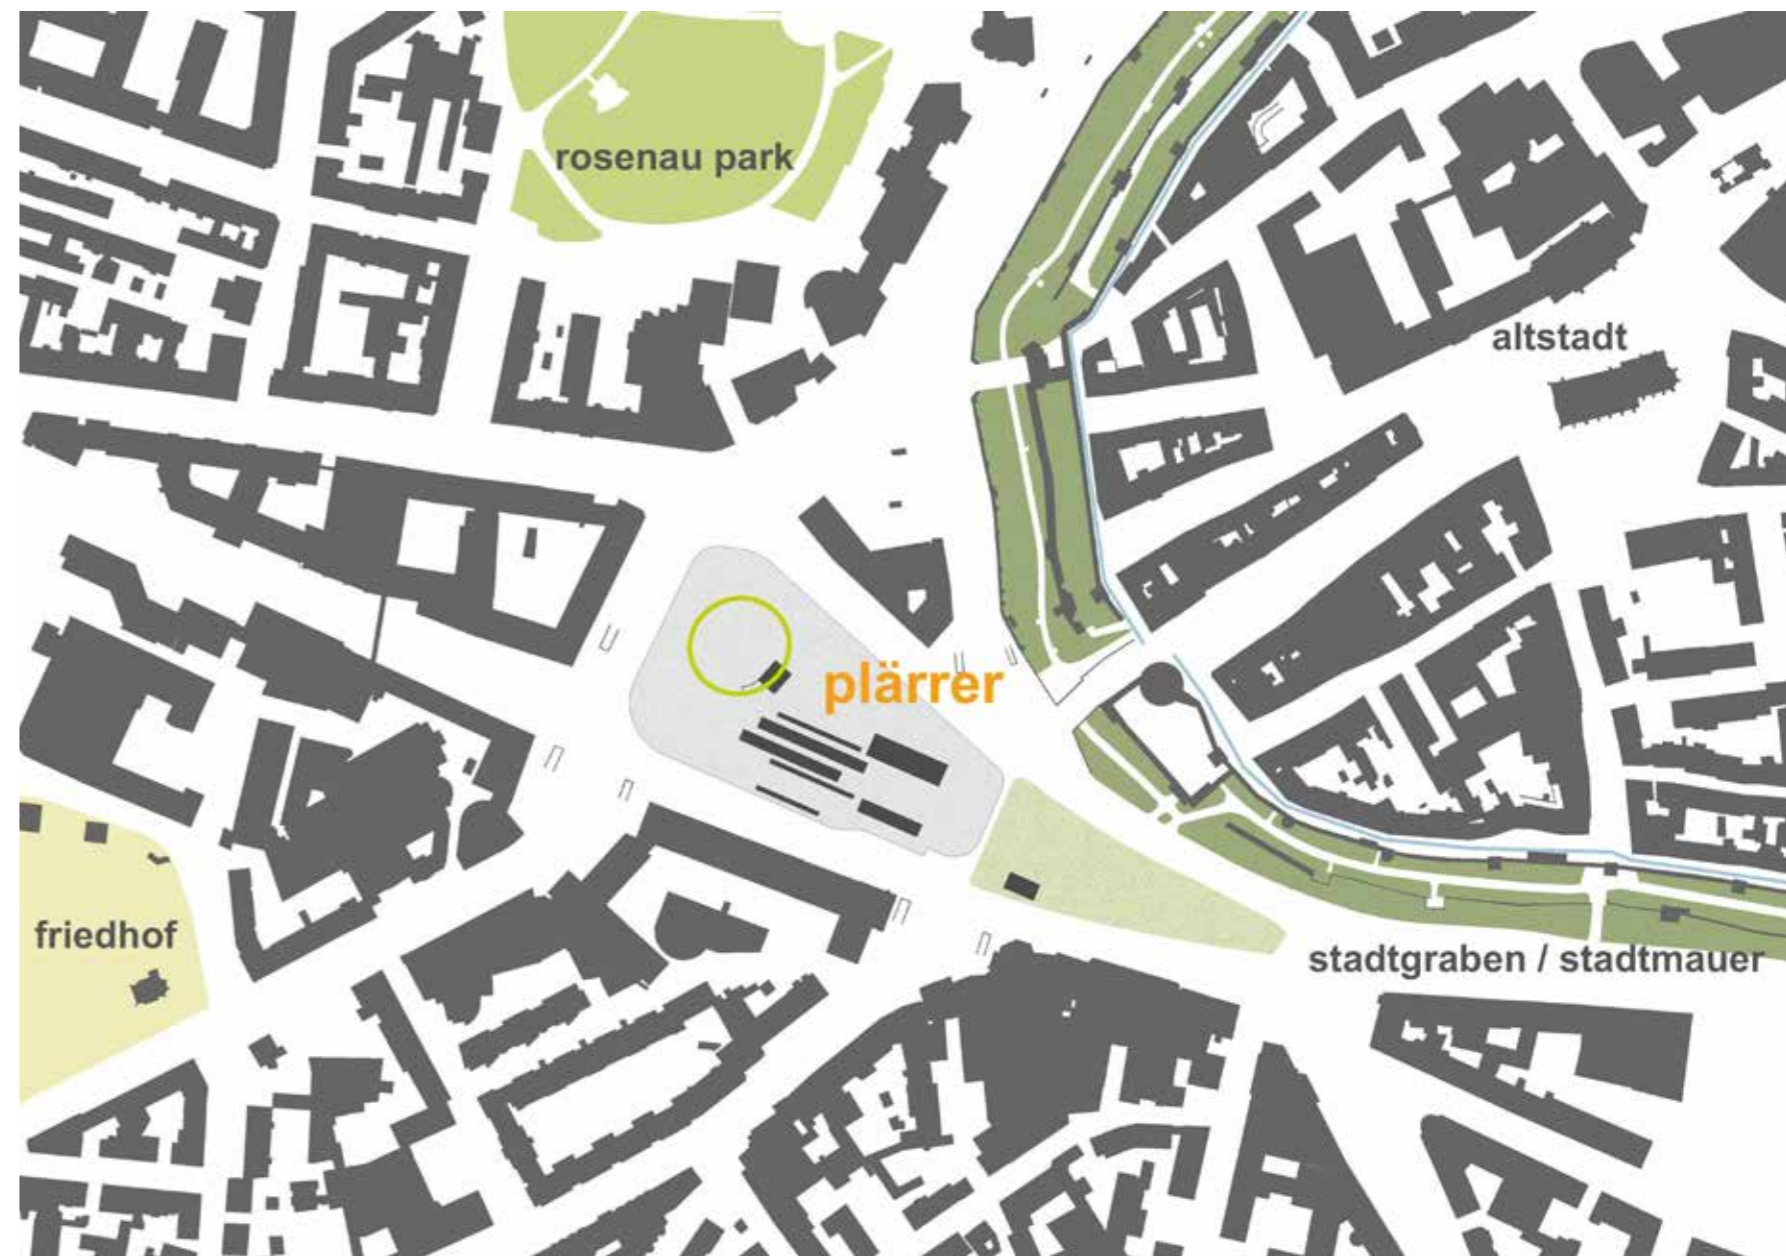 rosenau park
altstadt
plärrer
friedhof
stadtgraben / stadtmauer